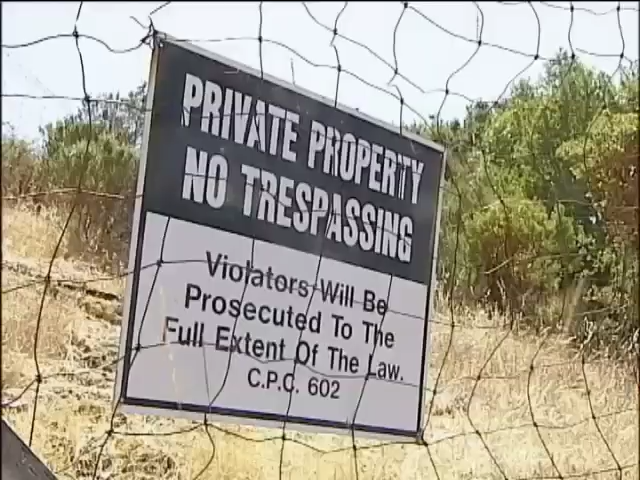 PRIVATE PROPERTY
NO TRESPASSING
Violators Will Be
Prosecuted To The
Full Extent Of The Law.
C.P.C. 602